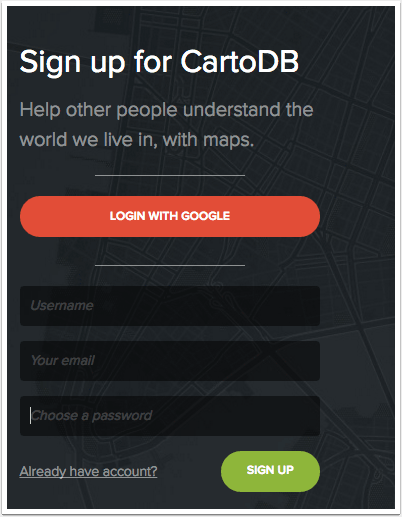 Sign up for CartoDB
Help other people understand the
world we live in, with maps.
LOGIN WITH GOOGLE
Username
Your email
Choose a password
Already have account?
SIGN UP